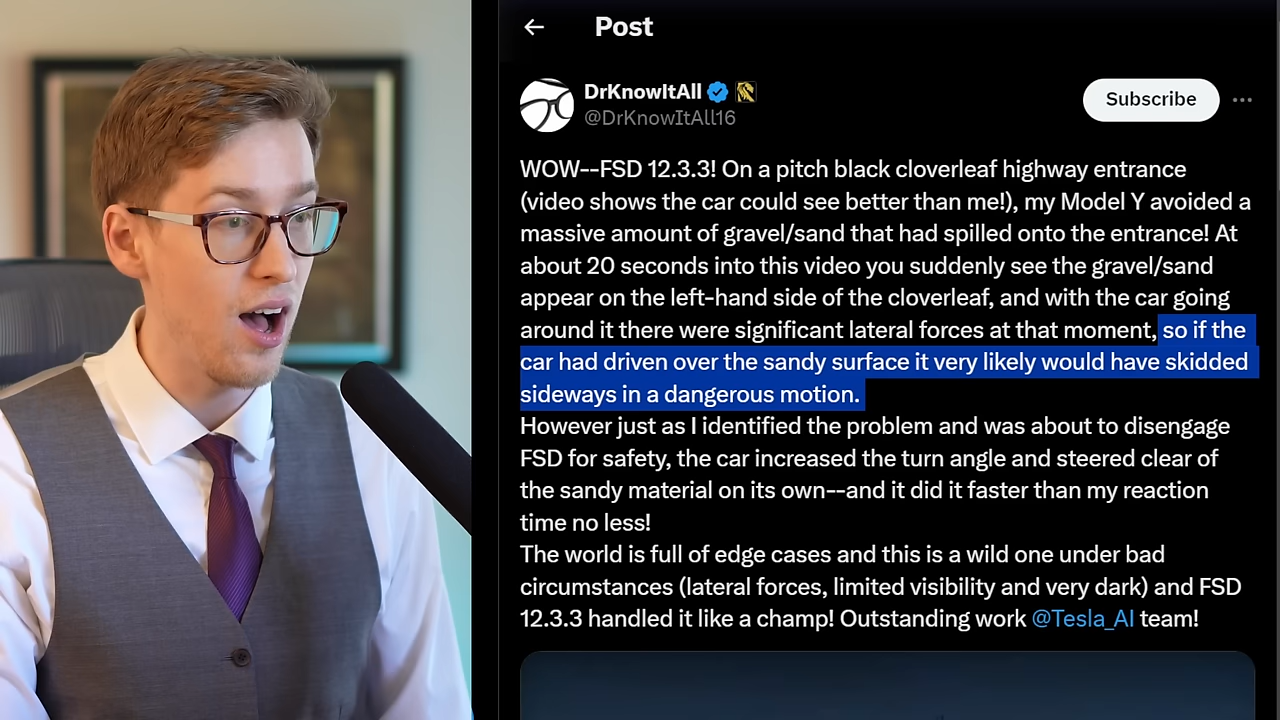 Post
DrKnowItAll
@DrKnowItAll16
Subscribe
WOW--FSD 12.3.3! On a pitch black cloverleaf highway entrance
(video shows the car could see better than me!), my Model Y avoided a
massive amount of gravel/sand that had spilled onto the entrance! At
about 20 seconds into this video you suddenly see the gravel/sand
appear on the left-hand side of the cloverleaf, and with the car going
around it there were significant lateral forces at that moment, so if the
car had driven over the sandy surface it very likely would have skidded
sideways in a dangerous motion.
However just as I identified the problem and was about to disengage
FSD for safety, the car increased the turn angle and steered clear of
the sandy material on its own--and it did it faster than my reaction
time no less!
The world is full of edge cases and this is a wild one under bad
circumstances (lateral forces, limited visibility and very dark) and FSD
12.3.3 handled it like a champ! Outstanding work @Tesla_AI team!